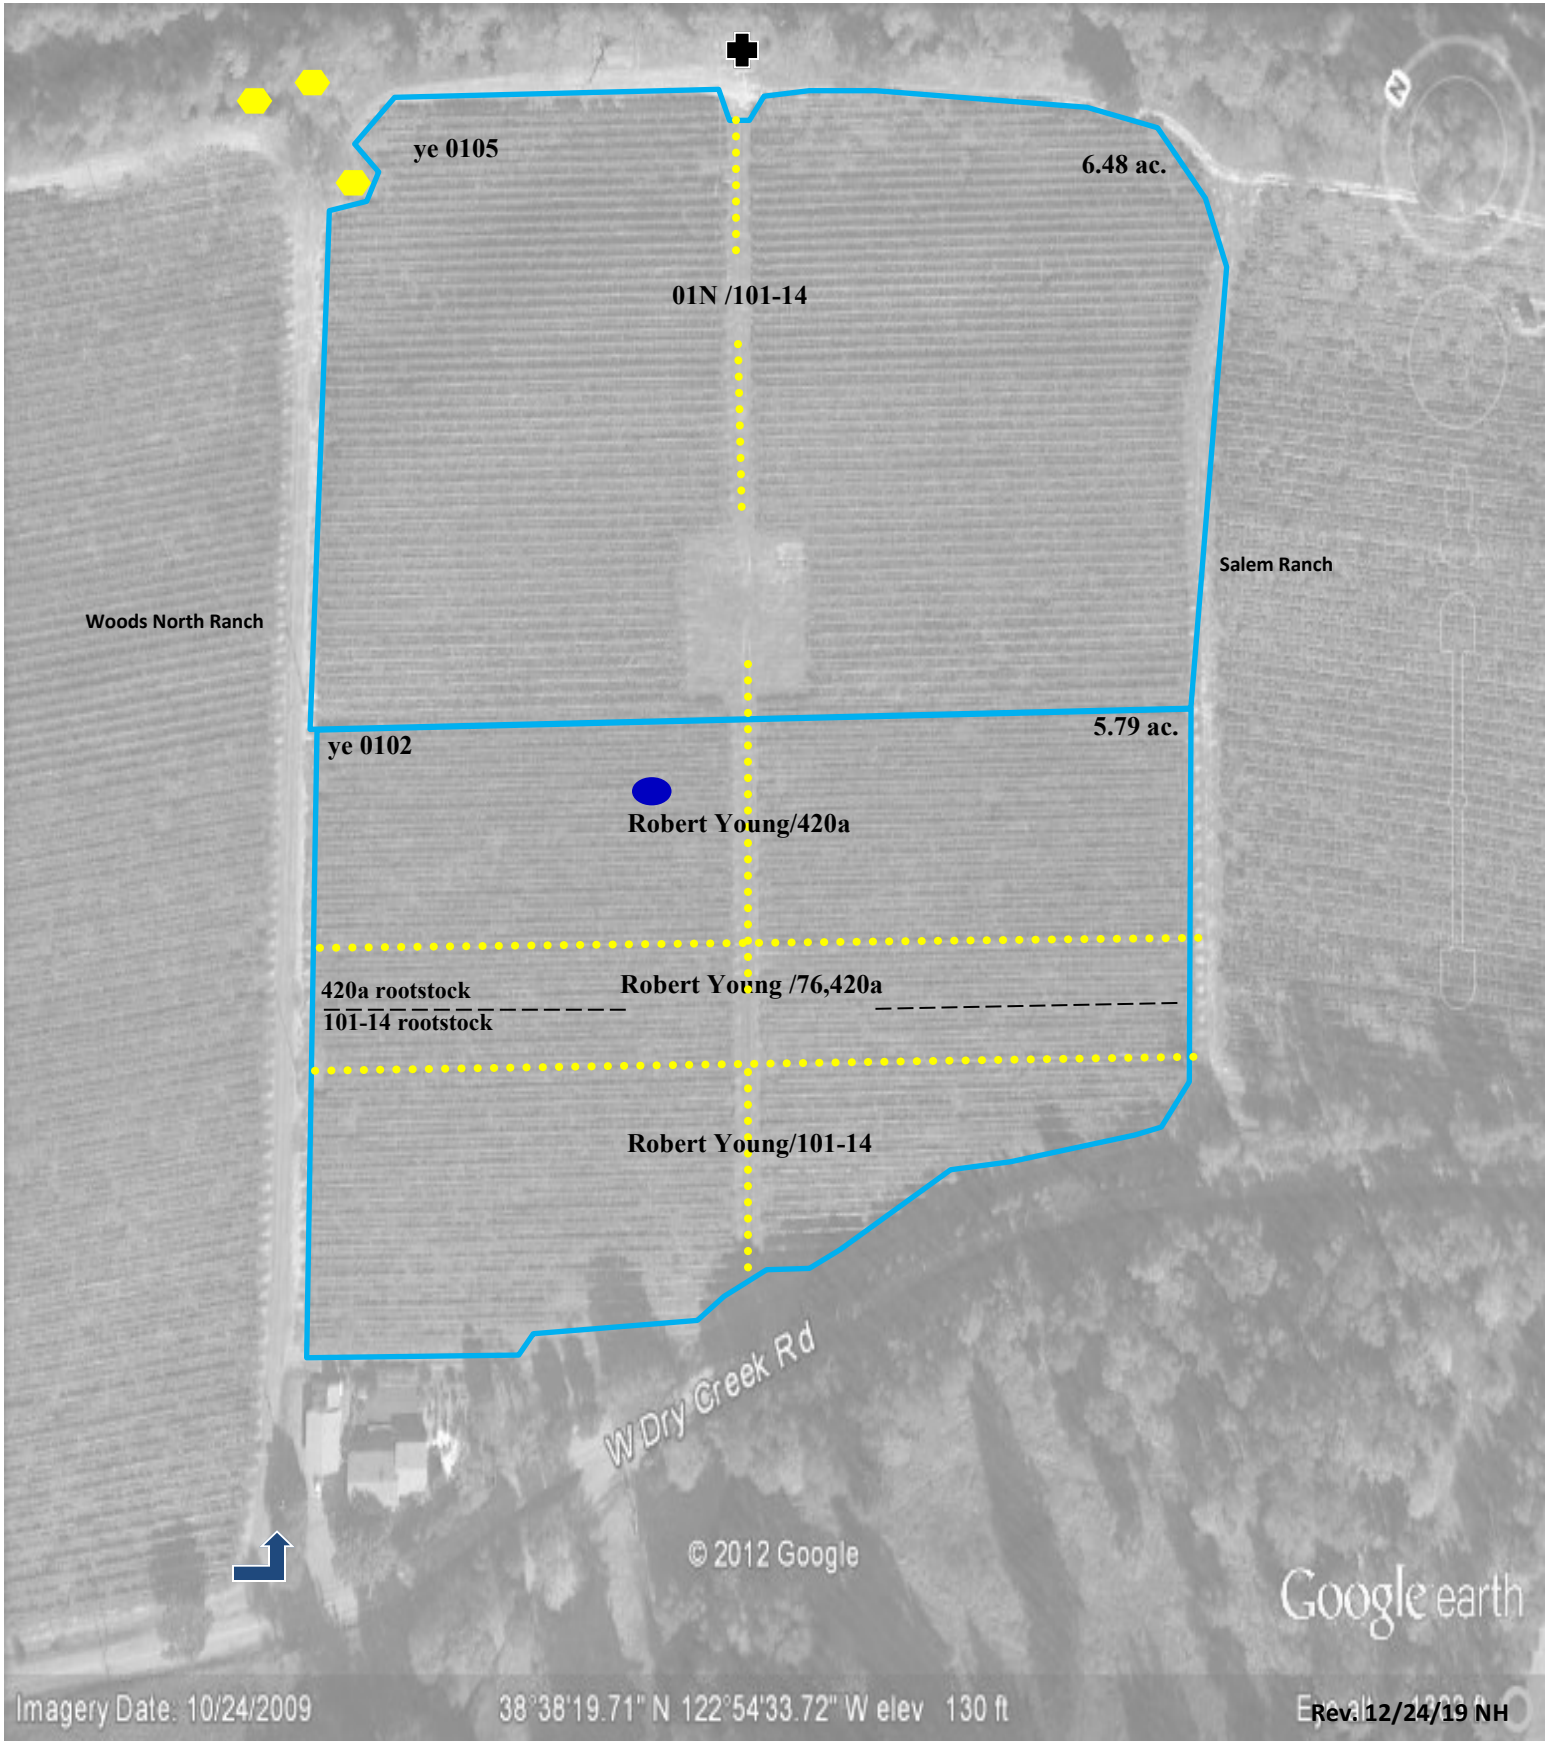 N
ye 0105
6.48 ac.
01N /101-14
Salem Ranch
Woods North Ranch
5.79 ac.
ye 0102
Robert Young/420a
Robert Young /76,420a
420a rootstock
101-14 rootstock
Robert Young/101-14
W Dry Creek Rd
© 2012 Google
Google earth
Imagery Date: 10/24/2009
38°38'19.71" N 122°54'33.72" W elev 130 ft
Rev. 12/24/19 NH